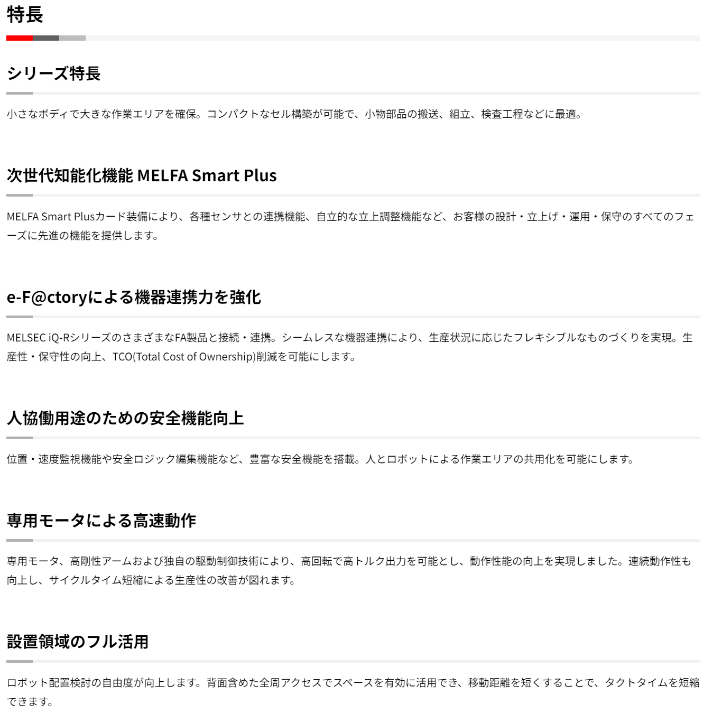 特長
シリーズ特長
小さなボディで大きな作業エリアを確保。コンパクトなセル構築が可能で、小物部品の搬送、組立、検査工程などに最適。
次世代知能化機能 MELFA Smart Plus
MELFA Smart Plusカード装備により、各種センサとの連携機能、自立的な立上調整機能など、お客様の設計・立上げ・運用・保守のすべてのフェ
ーズに先進の機能を提供します。
e-F@ctoryによる機器連携力を強化
MELSEC iQ-RシリーズのさまざまなFA製品と接続・連携。シームレスな機器連携により、生産状況に応じたフレキシブルなものづくりを実現。生
産性・保守性の向上、TCO(Total Cost of Ownership)削減を可能にします。
人協働用途のための安全機能向上
位置・速度監視機能や安全ロジック編集機能など、豊富な安全機能を搭載。人とロボットによる作業エリアの共用化を可能にします。
専用モータによる高速動作
専用モータ、高剛性アームおよび独自の駆動制御技術により、高回転で高トルク出力を可能とし、動作性能の向上を実現しました。連続動作性も
向上し、サイクルタイム短縮による生産性の改善が図れます。
設置領域のフル活用
ロボット配置検討の自由度が向上します。背面含めた全周アクセスでスペースを有効に活用でき、移動距離を短くすることで、タクトタイムを短縮
できます。